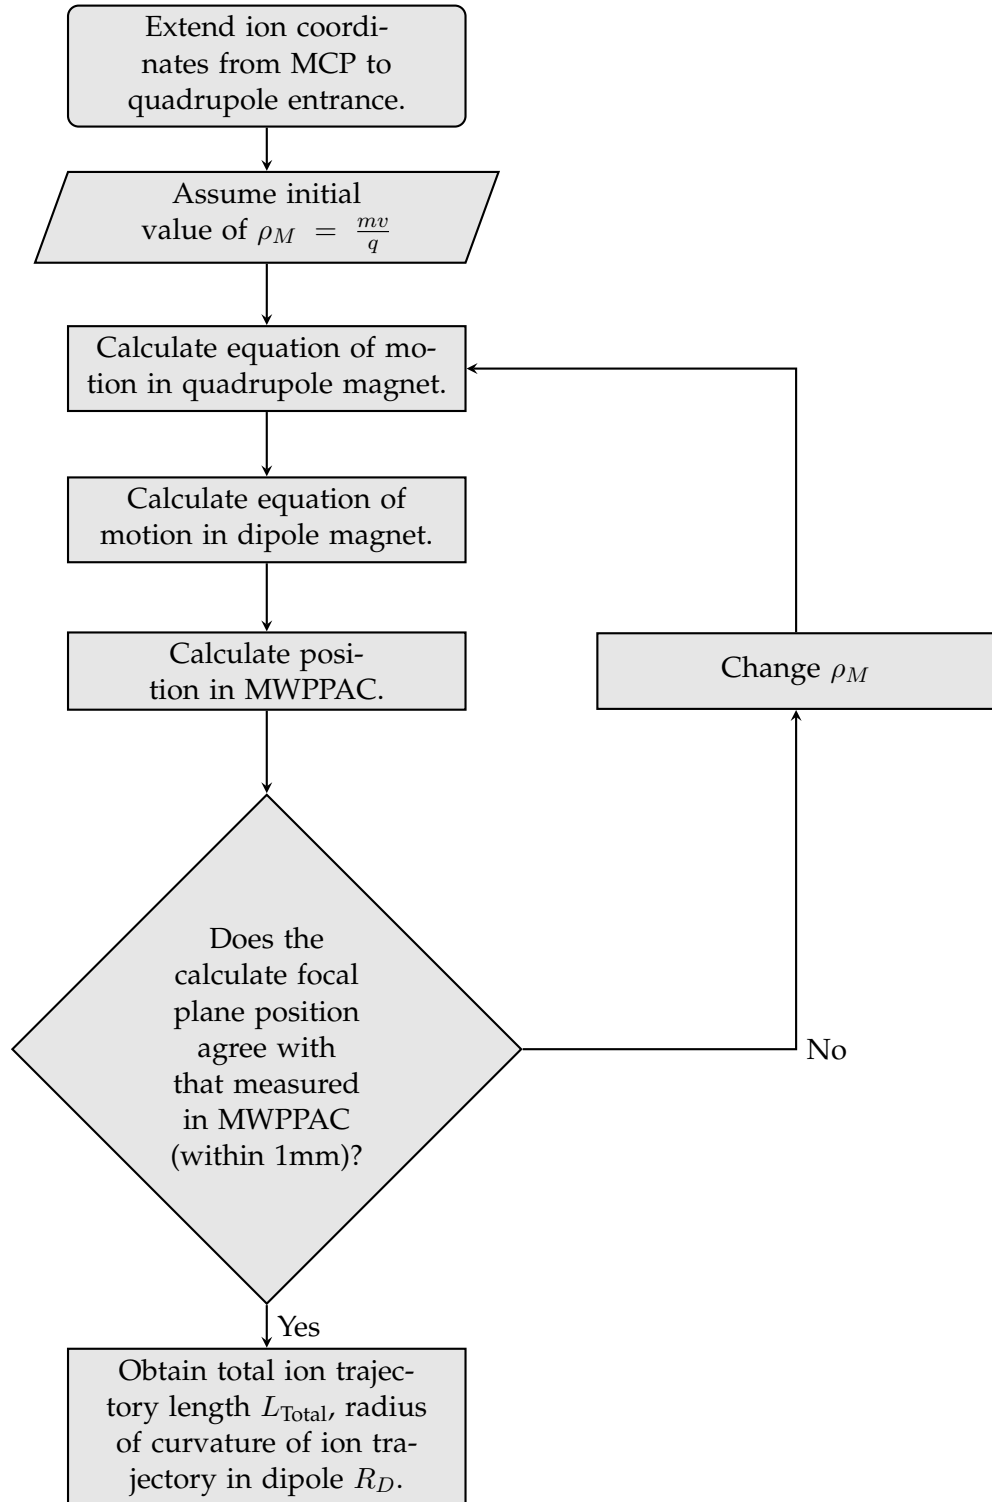 Extend ion coordi-
nates from MCP to
quadrupole entrance.
Assume initial
value of ρ_M = mv/q
Calculate equation of mo-
tion in quadrupole magnet.
Calculate equation of
motion in dipole magnet.
Calculate posi-
tion in MWPPAC.
Change ρ_M
Does the
calculate focal
plane position
agree with
that measured
in MWPPAC
(within 1mm)?
No
Yes
Obtain total ion trajec-
tory length L_Total, radius
of curvature of ion tra-
jectory in dipole R_D.